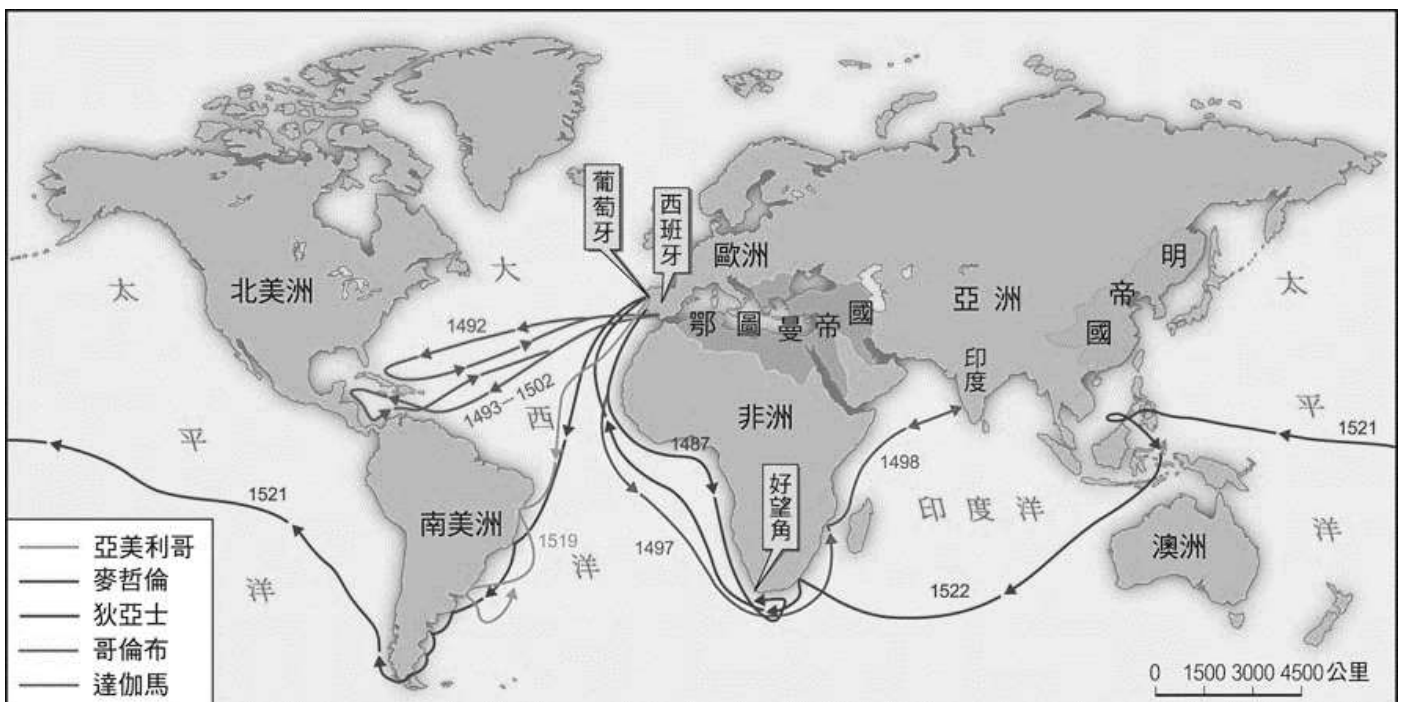 葡萄牙
西班牙
歐洲
北美洲
大
西
洋
太
平
洋
1492
1493－1502
鄂圖曼帝國
亞洲
明
帝
國
印度
太
平
洋
非洲
1487
1498
1521
1521
南美洲
1519
1497
好望角
印度洋
澳洲
1522
亞美利哥
麥哲倫
狄亞士
哥倫布
達伽馬
0 1500 3000 4500公里